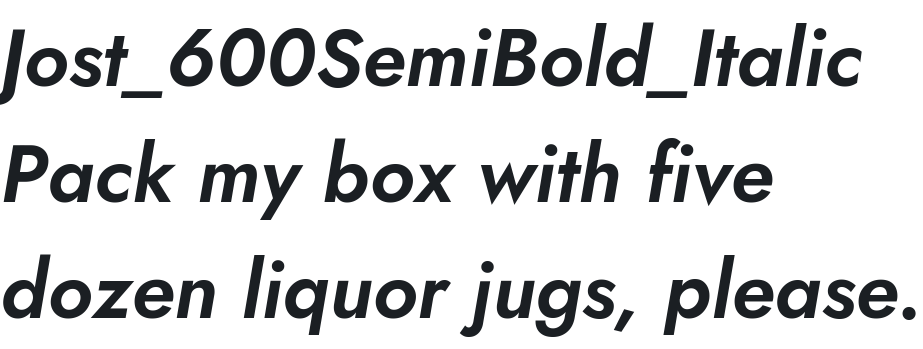 Jost_600SemiBold_Italic
Pack my box with five
dozen liquor jugs, please.